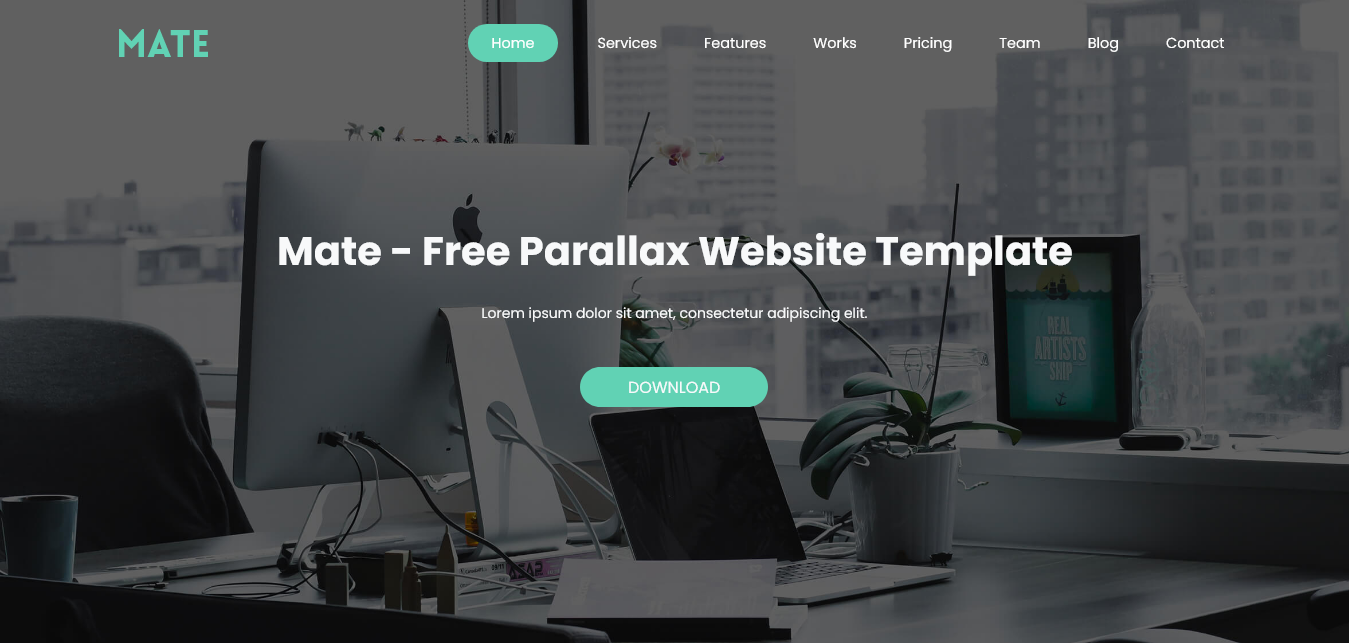 MATE
Home Services Features Works Pricing Team Blog Contact
Mate - Free Parallax Website Template
Lorem ipsum dolor sit amet, consectetur adipiscing elit.
DOWNLOAD
REAL
ARTISTS
SHIP